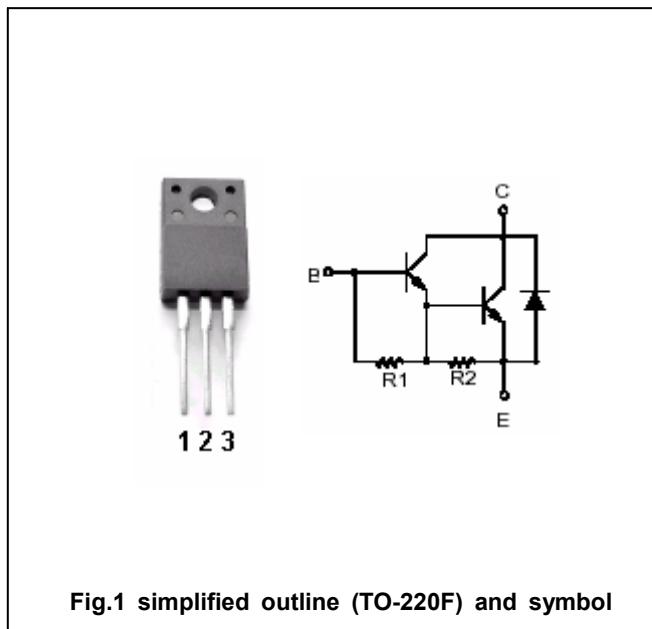 C
B
R1
R2
E
1 2 3
Fig.1 simplified outline (TO-220F) and symbol